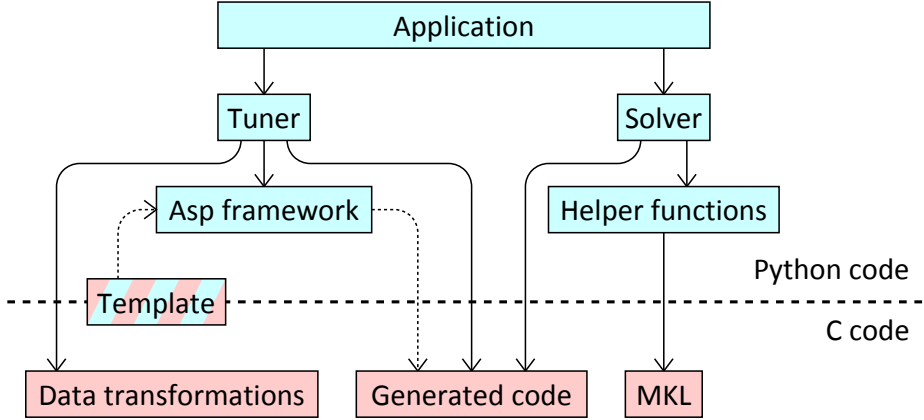 Application
Tuner
Solver
Asp framework
Helper functions
Python code
Template
C code
Data transformations
Generated code
MKL